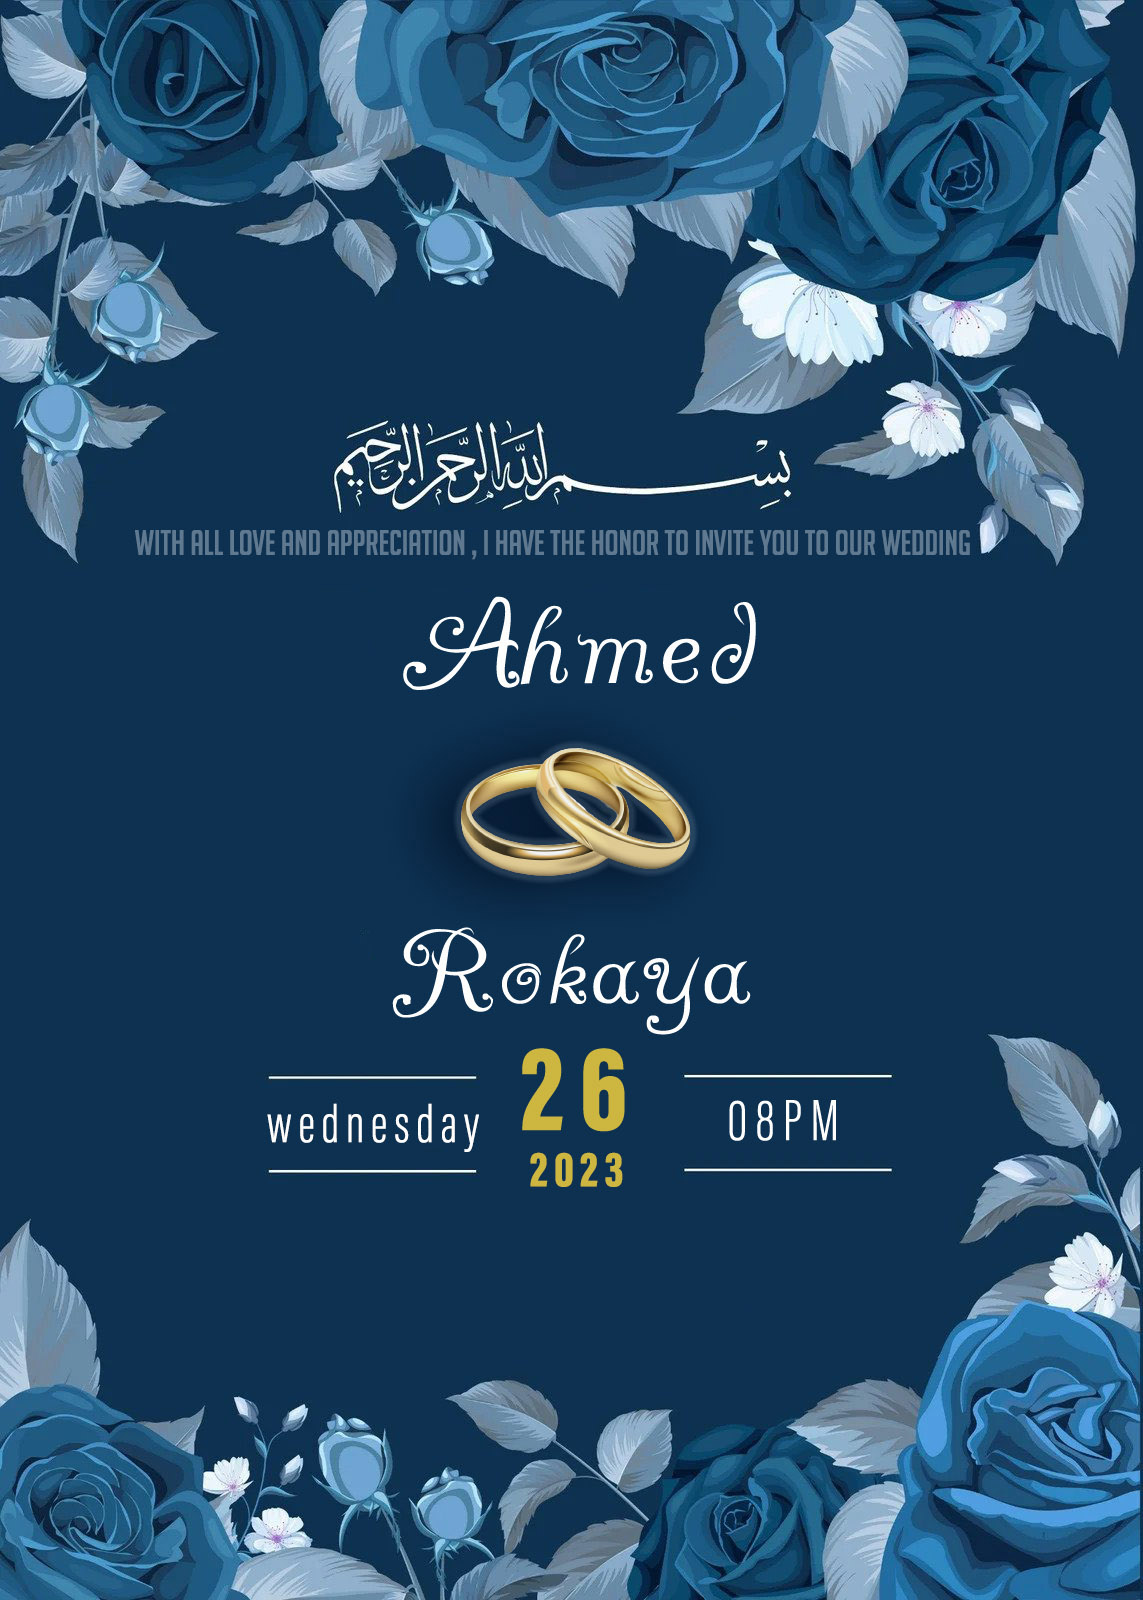 بسم الله الرحمن الرحيم
WITH ALL LOVE AND APPRECIATION , I HAVE THE HONOR TO INVITE YOU TO OUR WEDDING
Ahmed
Rokaya
wednesday
26
2023
08PM